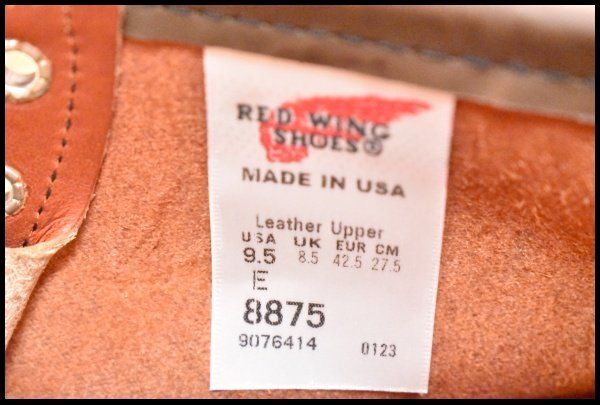 RED WING
SHOES®
MADE IN USA
Leather Upper
USA UK EUR CM
9.5 8.5 42.5 27.5
E
8875
9076414 0123